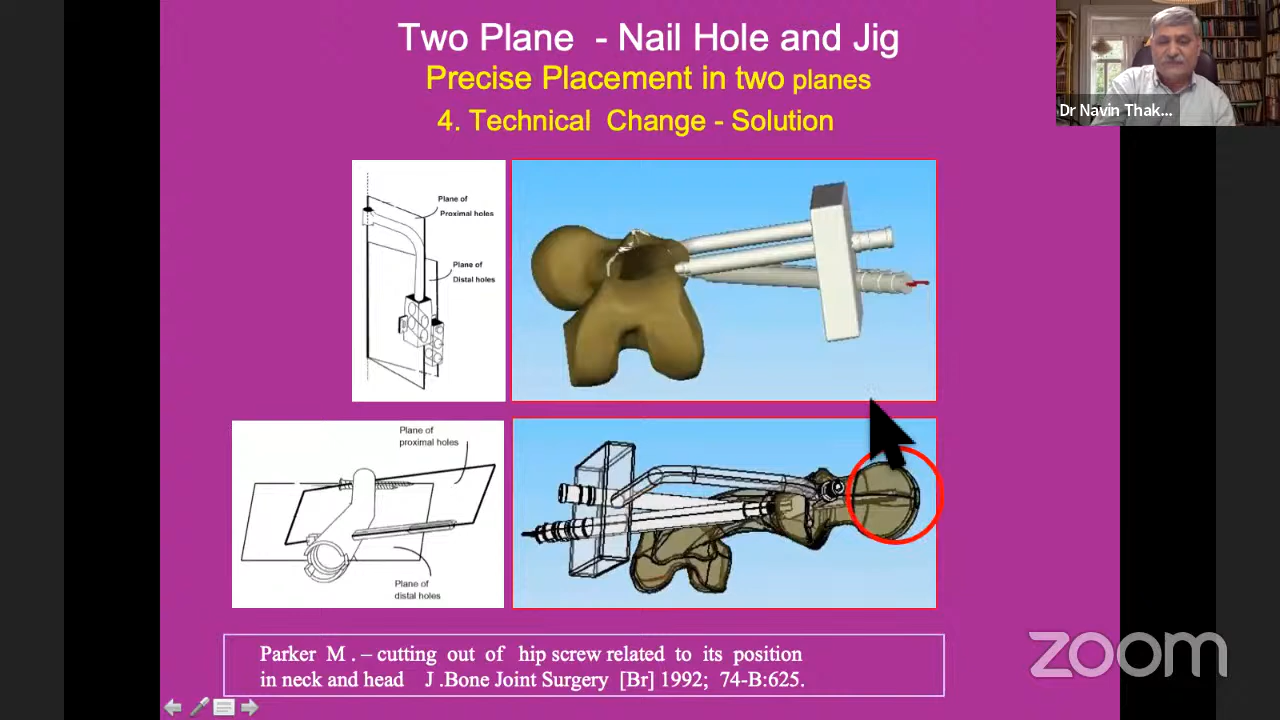 Two Plane - Nail Hole and Jig
Precise Placement in two planes
4. Technical Change - Solution
Dr Navin Thak...
Plane of
Proximal holes
Plane of
Distal holes
Plane of
proximal holes
Plane of
distal holes
Parker M . – cutting out of hip screw related to its position
in neck and head J .Bone Joint Surgery [Br] 1992; 74-B:625.
zoom